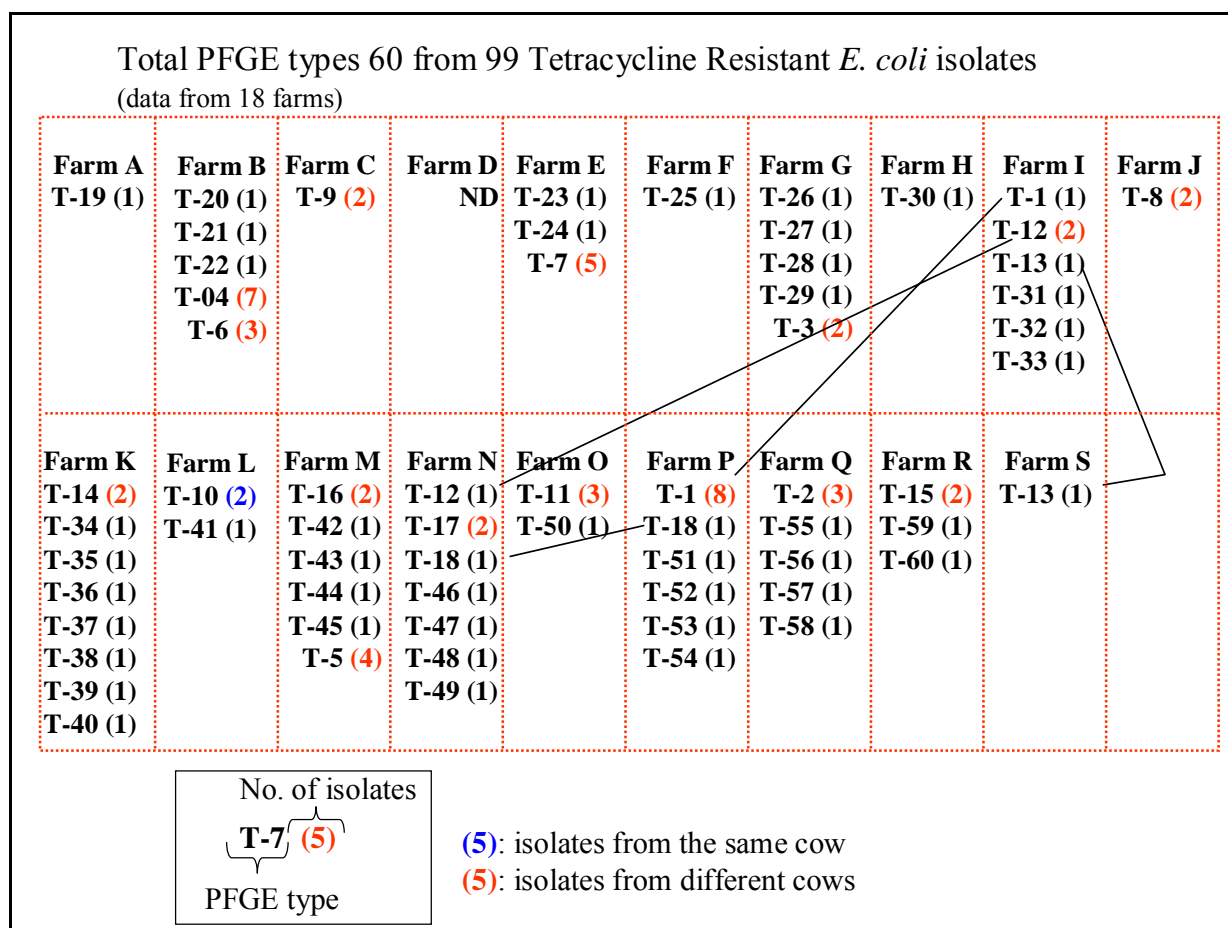 Total PFGE types 60 from 99 Tetracycline Resistant E. coli isolates
(data from 18 farms)
Farm A
T-19 (1)
Farm B
T-20 (1)
T-21 (1)
T-22 (1)
T-04 (7)
T-6 (3)
Farm C
T-9 (2)
Farm D
ND
Farm E
T-23 (1)
T-24 (1)
T-7 (5)
Farm F
T-25 (1)
Farm G
T-26 (1)
T-27 (1)
T-28 (1)
T-29 (1)
T-3 (2)
Farm H
T-30 (1)
Farm I
T-1 (1)
T-12 (2)
T-13 (1)
T-31 (1)
T-32 (1)
T-33 (1)
Farm J
T-8 (2)
Farm K
T-14 (2)
T-34 (1)
T-35 (1)
T-36 (1)
T-37 (1)
T-38 (1)
T-39 (1)
T-40 (1)
Farm L
T-10 (2)
T-41 (1)
Farm M
T-16 (2)
T-42 (1)
T-43 (1)
T-44 (1)
T-45 (1)
T-5 (4)
Farm N
T-12 (1)
T-17 (2)
T-18 (1)
T-46 (1)
T-47 (1)
T-48 (1)
T-49 (1)
Farm O
T-11 (3)
T-50 (1)
Farm P
T-1 (8)
T-18 (1)
T-51 (1)
T-52 (1)
T-53 (1)
T-54 (1)
Farm Q
T-2 (3)
T-55 (1)
T-56 (1)
T-57 (1)
T-58 (1)
Farm R
T-15 (2)
T-59 (1)
T-60 (1)
Farm S
T-13 (1)
No. of isolates
T-7 (5)
PFGE type
(5): isolates from the same cow
(5): isolates from different cows